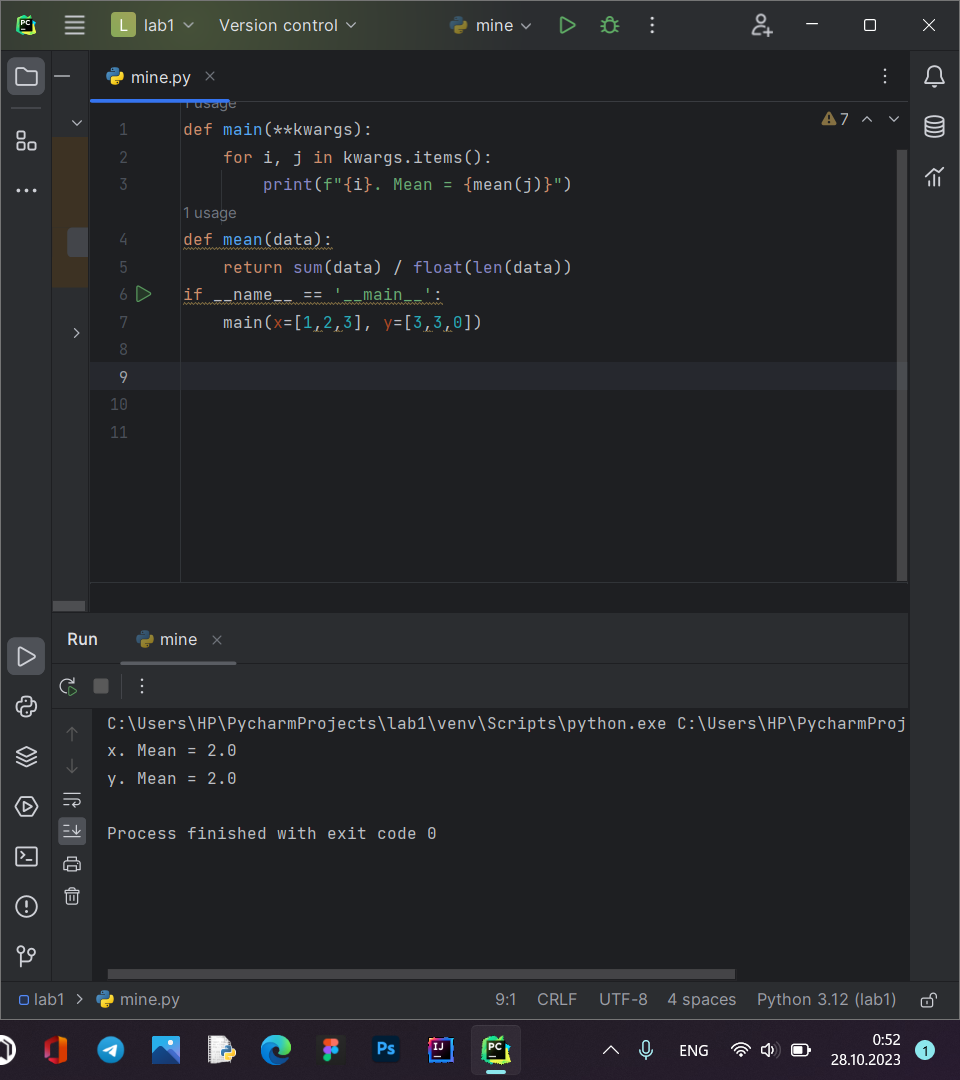 L lab1 Version control mine
mine.py
1 usage
7
1 def main(**kwargs):
2 for i, j in kwargs.items():
3 print(f"{i}. Mean = {mean(j)}")
1 usage
4 def mean(data):
5 return sum(data) / float(len(data))
6 if __name__ == '__main__':
7 main(x=[1,2,3], y=[3,3,0])
8
9
10
11
Run mine
C:\Users\HP\PycharmProjects\lab1\venv\Scripts\python.exe C:\Users\HP\PycharmProj
x. Mean = 2.0
y. Mean = 2.0
Process finished with exit code 0
lab1 > mine.py 9:1 CRLF UTF-8 4 spaces Python 3.12 (lab1)
Ps IJ PC ENG 0:52
28.10.2023 1